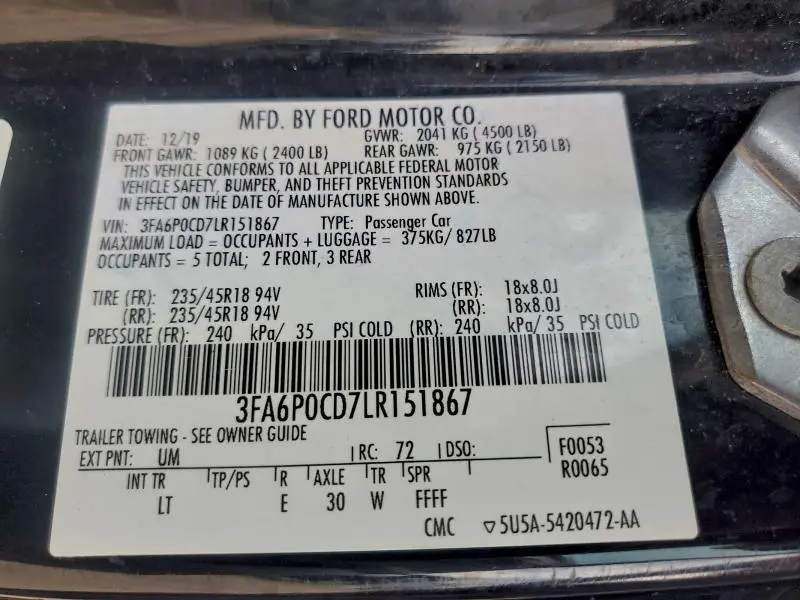 MFD. BY FORD MOTOR CO.
DATE: 12/19 GVWR: 2041 KG (4500 LB)
FRONT GAWR: 1089 KG (2400 LB) REAR GAWR: 975 KG (2150 LB)
THIS VEHICLE CONFORMS TO ALL APPLICABLE FEDERAL MOTOR
VEHICLE SAFETY, BUMPER, AND THEFT PREVENTION STANDARDS
IN EFFECT ON THE DATE OF MANUFACTURE SHOWN ABOVE.
VIN: 3FA6P0CD7LR151867 TYPE: Passenger Car
MAXIMUM LOAD = OCCUPANTS + LUGGAGE = 375KG/ 827LB
OCCUPANTS = 5 TOTAL; 2 FRONT, 3 REAR
TIRE (FR): 235/45R18 94V RIMS (FR): 18x8.0J
(RR): 235/45R18 94V (RR): 18x8.0J
PRESSURE (FR): 240 kPa/ 35 PSI COLD (RR): 240 kPa/ 35 PSI COLD
3FA6P0CD7LR151867
TRAILER TOWING - SEE OWNER GUIDE
EXT PNT: UM RC: 72 DSO: F0053
R0065
INT TR TP/PS R AXLE TR SPR
LT E 30 W FFFF
CMC ▽5U5A-5420472-AA